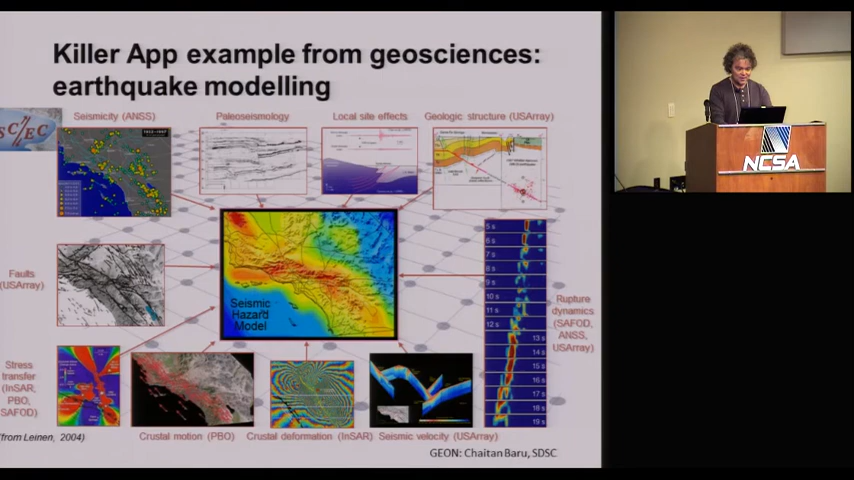 Killer App example from geosciences:
earthquake modelling
SC/EC
Seismicity (ANSS)
Paleoseismology
Local site effects
Geologic structure (USArray)
Faults
(USArray)
Seismic
Hazard
Model
5 s
6 s
7 s
8 s
9 s
10 s
11 s
12 s
13 s
14 s
15 s
16 s
17 s
18 s
19 s
Rupture
dynamics
(SAFOD,
ANSS,
USArray)
Stress
transfer
(InSAR,
PBO,
SAFOD)
Crustal motion (PBO)
Crustal deformation (InSAR)
Seismic velocity (USArray)
from Leinen, 2004)
GEON: Chaitan Baru, SDSC
NCSA